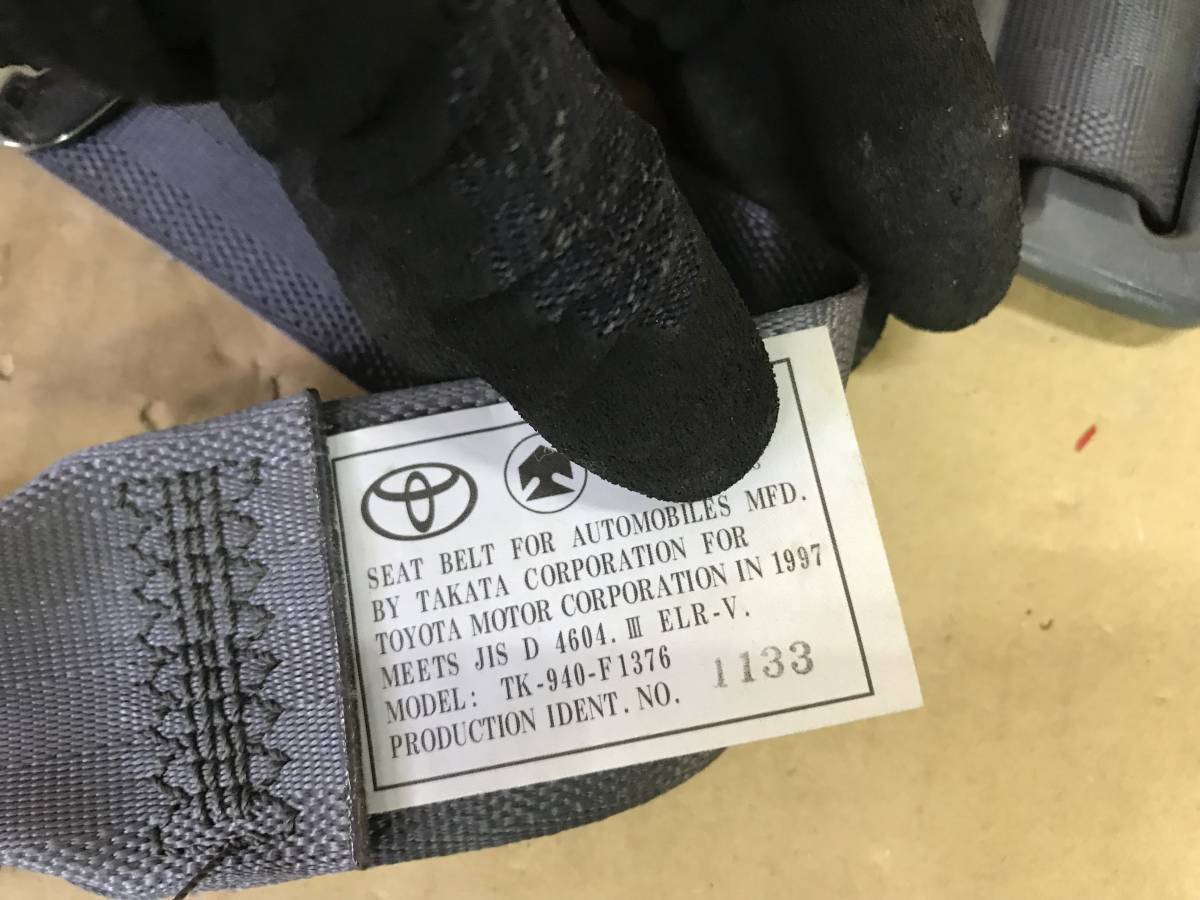 SEAT BELT FOR AUTOMOBILES MFD.
BY TAKATA CORPORATION FOR
TOYOTA MOTOR CORPORATION IN 1997
MEETS JIS D 4604. Ⅲ ELR-V.
MODEL: TK-940-F1376
PRODUCTION IDENT. NO. 1133